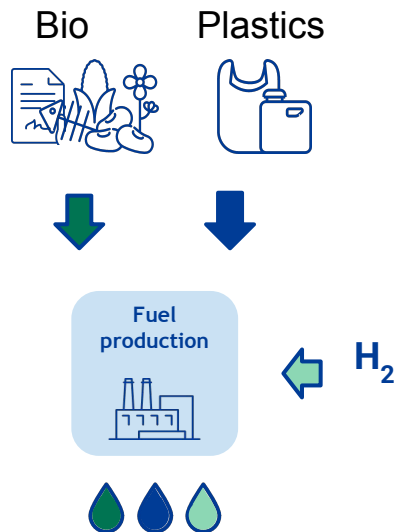 Bio
Plastics
Fuel
production
H₂